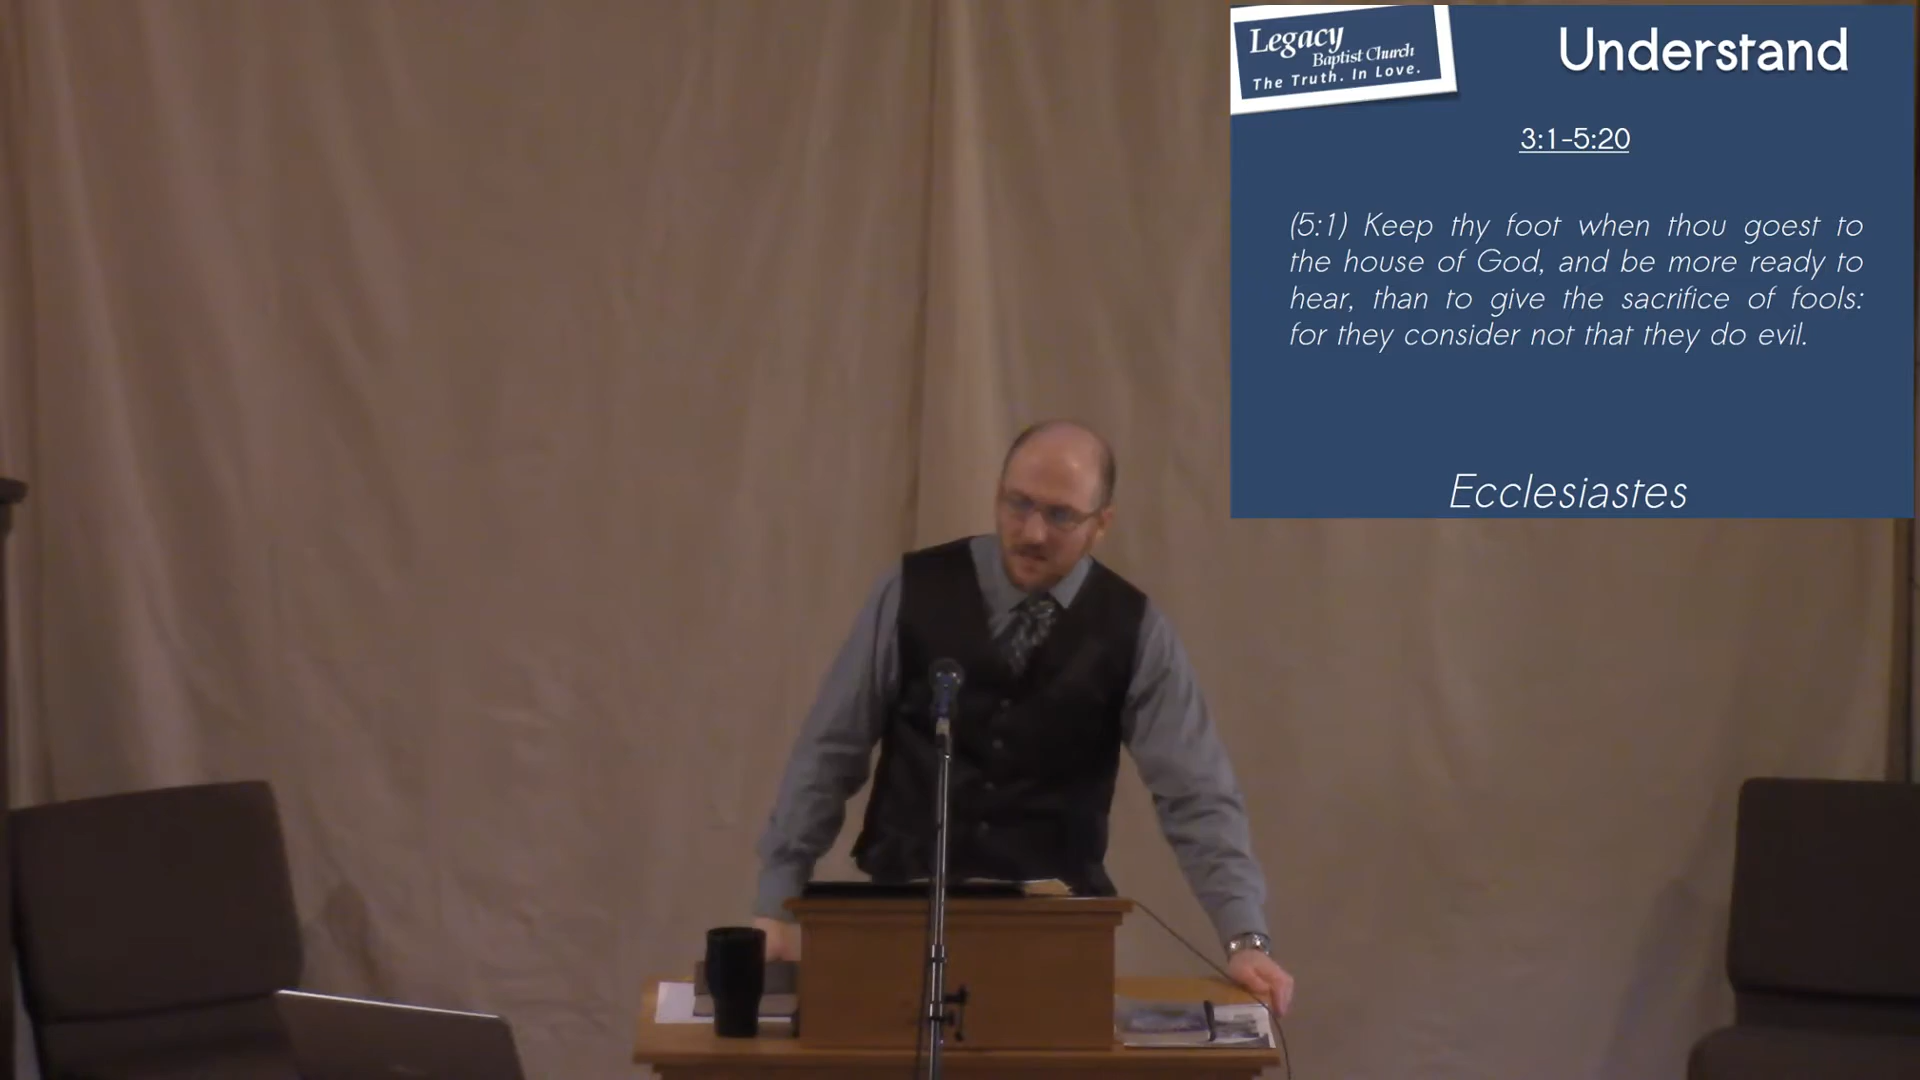 Legacy
Baptist Church
The Truth. In Love.
Understand
3:1-5:20
(5:1) Keep thy foot when thou goest to
the house of God, and be more ready to
hear, than to give the sacrifice of fools:
for they consider not that they do evil.
Ecclesiastes